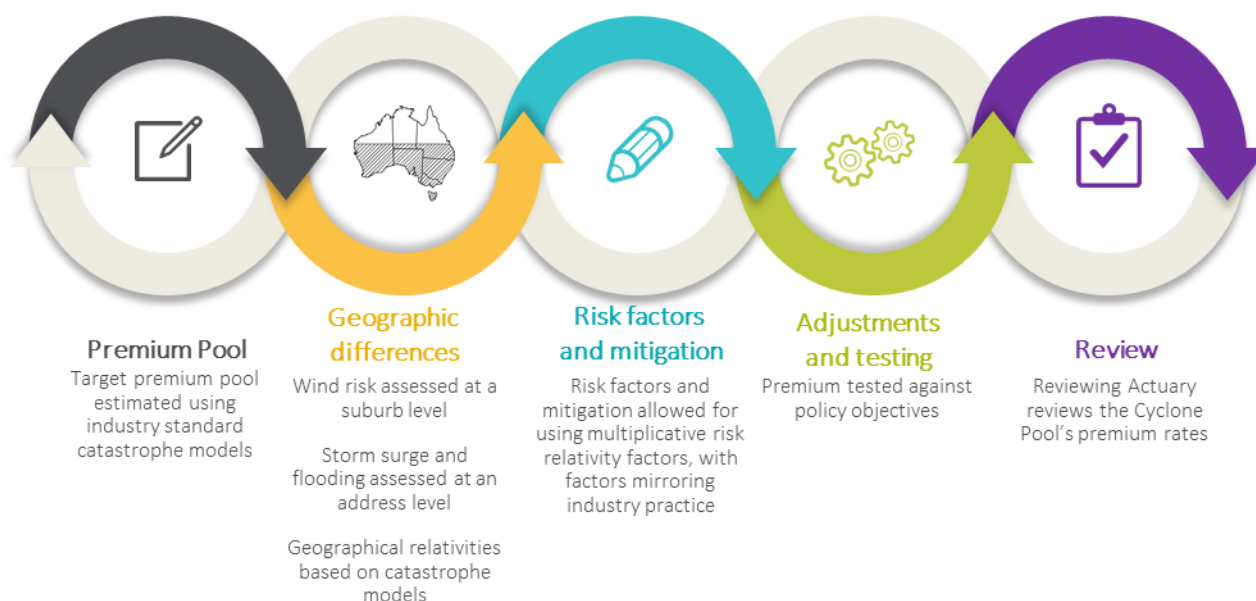 Premium Pool
Target premium pool
estimated using
industry standard
catastrophe models
Geographic
differences
Wind risk assessed at a
suburb level
Storm surge and
flooding assessed at an
address level
Geographical relativities
based on catastrophe
models
Risk factors
and mitigation
Risk factors and
mitigation allowed for
using multiplicative risk
relativity factors, with
factors mirroring
industry practice
Adjustments
and testing
Premium tested against
policy objectives
Review
Reviewing Actuary
reviews the Cyclone
Pool's premium rates